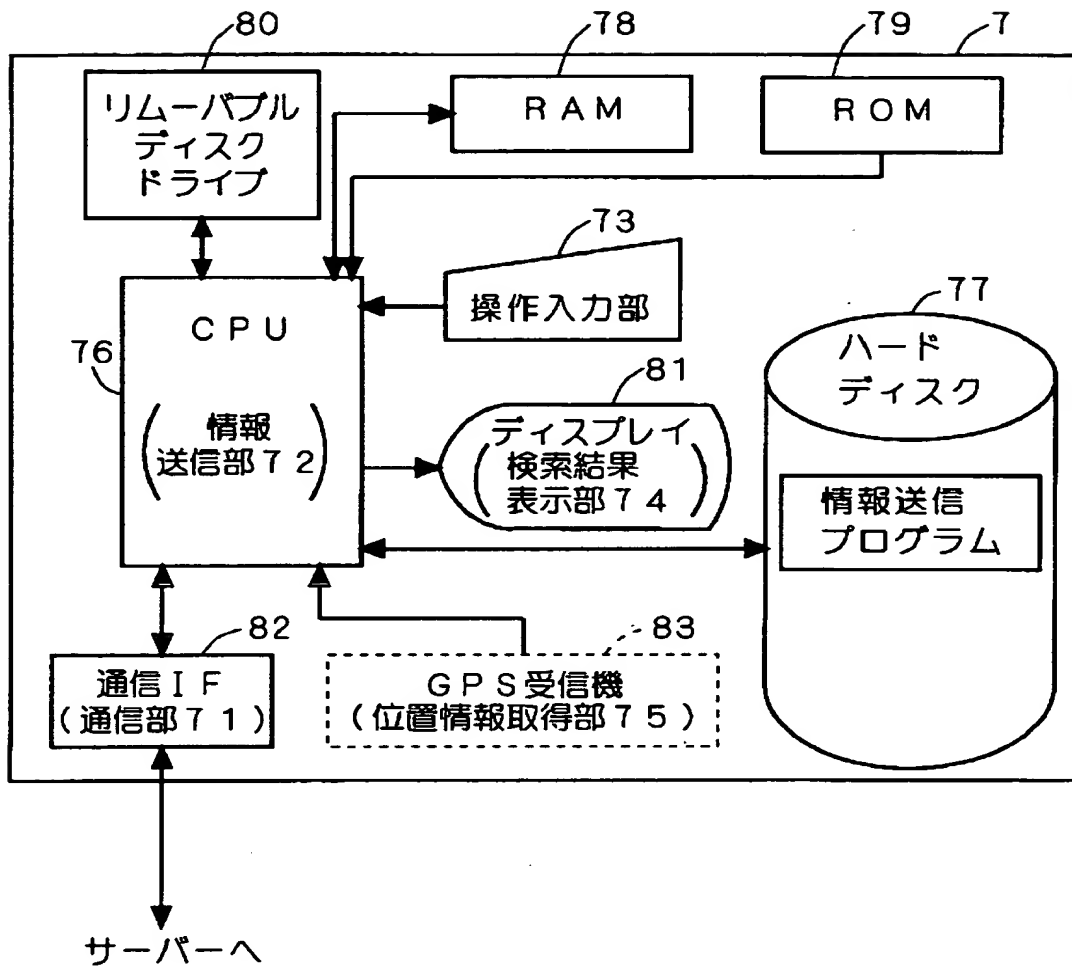 80
78
79
7
リムーバブル
ディスク
ドライブ
RAM
ROM
73
操作入力部
77
ハード
ディスク
CPU
76
情報
送信部72
81
ディスプレイ
検索結果
表示部74
情報送信
プログラム
82
通信IF
(通信部71)
83
GPS受信機
(位置情報取得部75)
サーバーへ